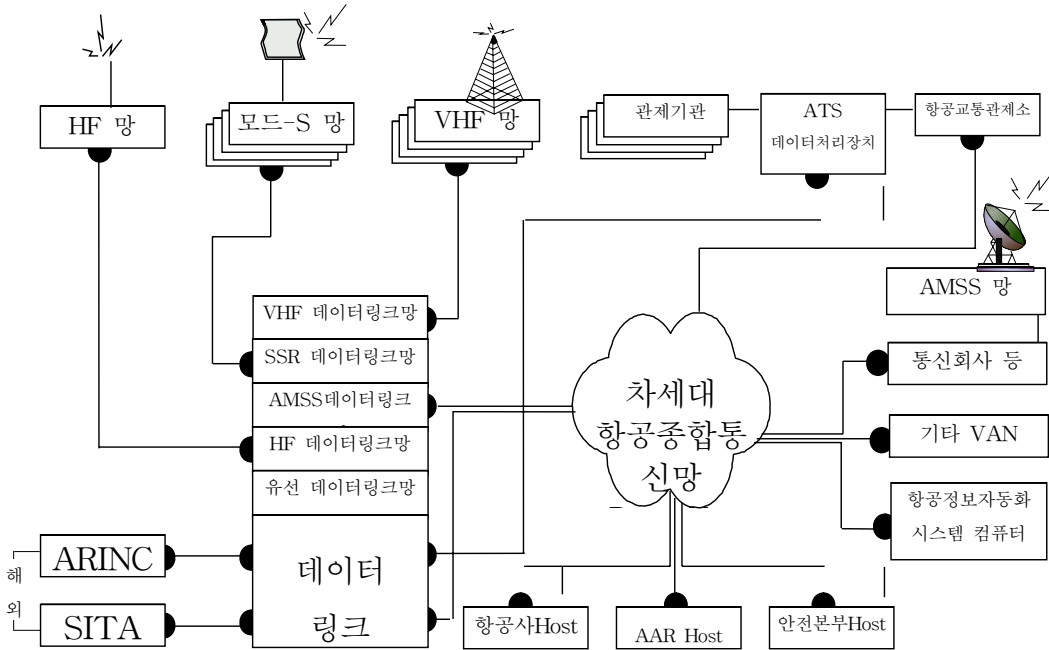 HF 망
모드-S 망
VHF 망
관제기관
ATS
데이터처리장치
항공교통관제소
AMSS 망
VHF 데이터링크망
SSR 데이터링크망
AMSS데이터링크
HF 데이터링크망
유선 데이터링크망
데이터
링크
차세대
항공종합통
신망
통신회사 등
기타 VAN
항공정보자동화
시스템 컴퓨터
해
외
ARINC
SITA
항공사Host
AAR Host
안전본부Host